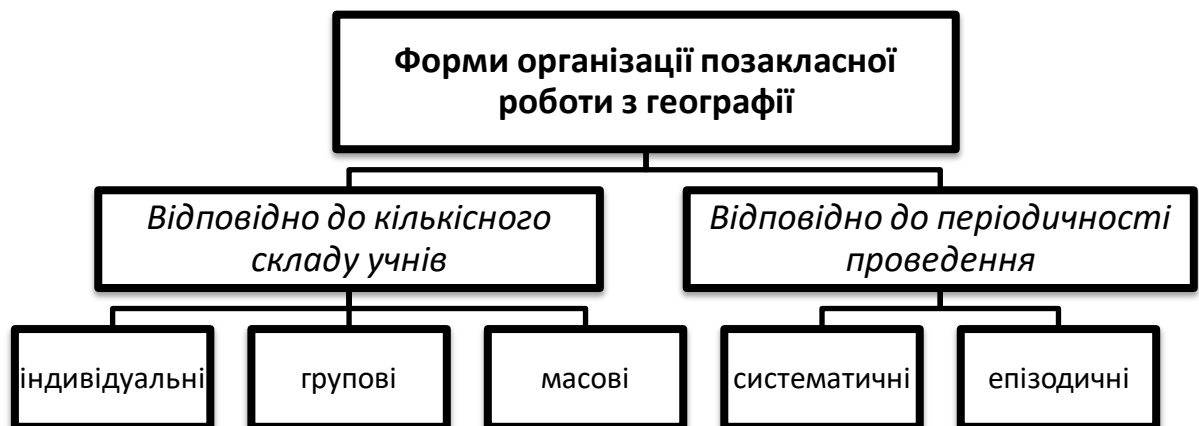 Форми організації позакласної
роботи з географії
Відповідно до кількісного
складу учнів
Відповідно до періодичності
проведення
індивідуальні
групові
масові
систематичні
епізодичні